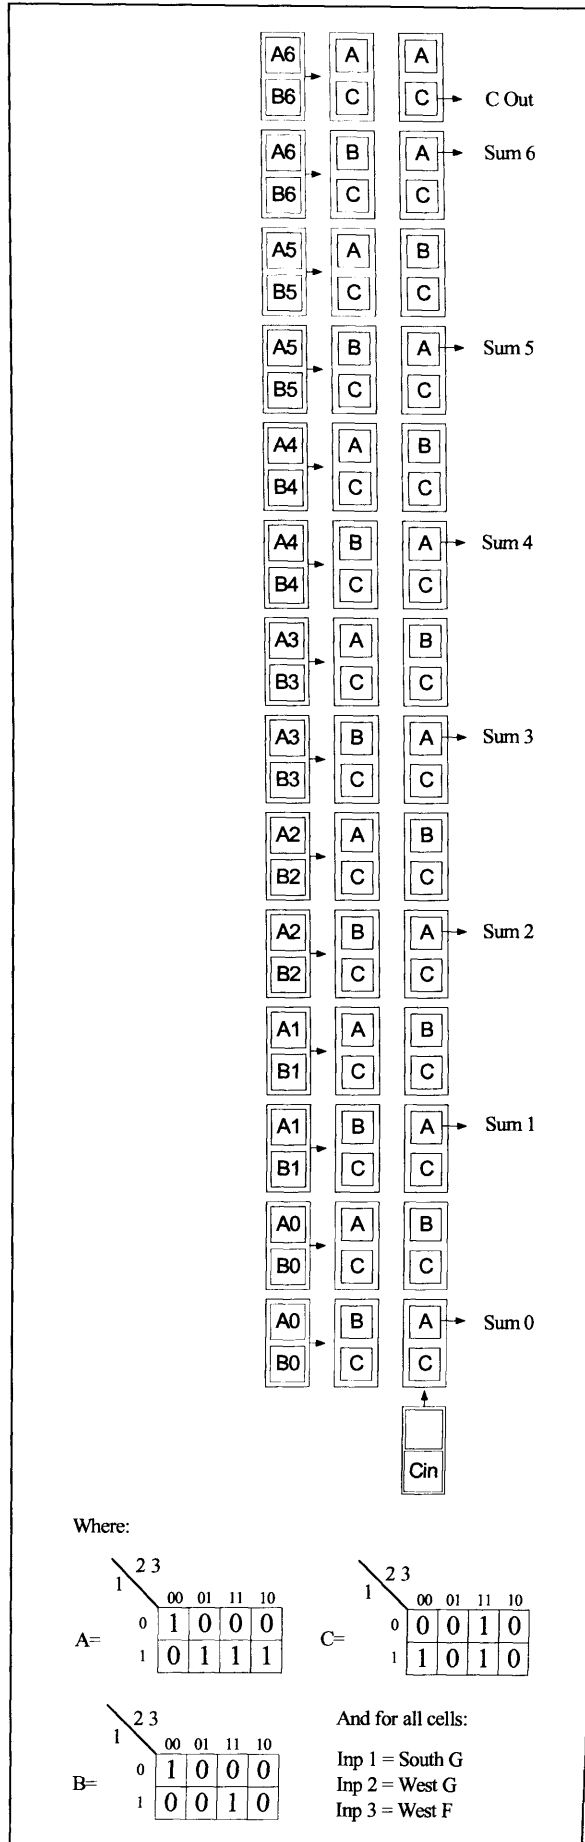 A6 A A
B6 C C C Out
A6 B A Sum 6
B6 C C
A5 A B
B5 C C
A5 B A Sum 5
B5 C C
A4 A B
B4 C C
A4 B A Sum 4
B4 C C
A3 A B
B3 C C
A3 B A Sum 3
B3 C C
A2 A B
B2 C C
A2 B A Sum 2
B2 C C
A1 A B
B1 C C
A1 B A Sum 1
B1 C C
A0 A B
B0 C C
A0 B A Sum 0
B0 C C
Cin
Where:
A=
2 3
1
00 01 11 10
0 1 0 0 0
1 0 1 1 1
C=
2 3
1
00 01 11 10
0 0 0 1 0
1 1 0 1 0
B=
2 3
1
00 01 11 10
0 1 0 0 0
1 0 0 1 0
And for all cells:
Inp 1 = South G
Inp 2 = West G
Inp 3 = West F